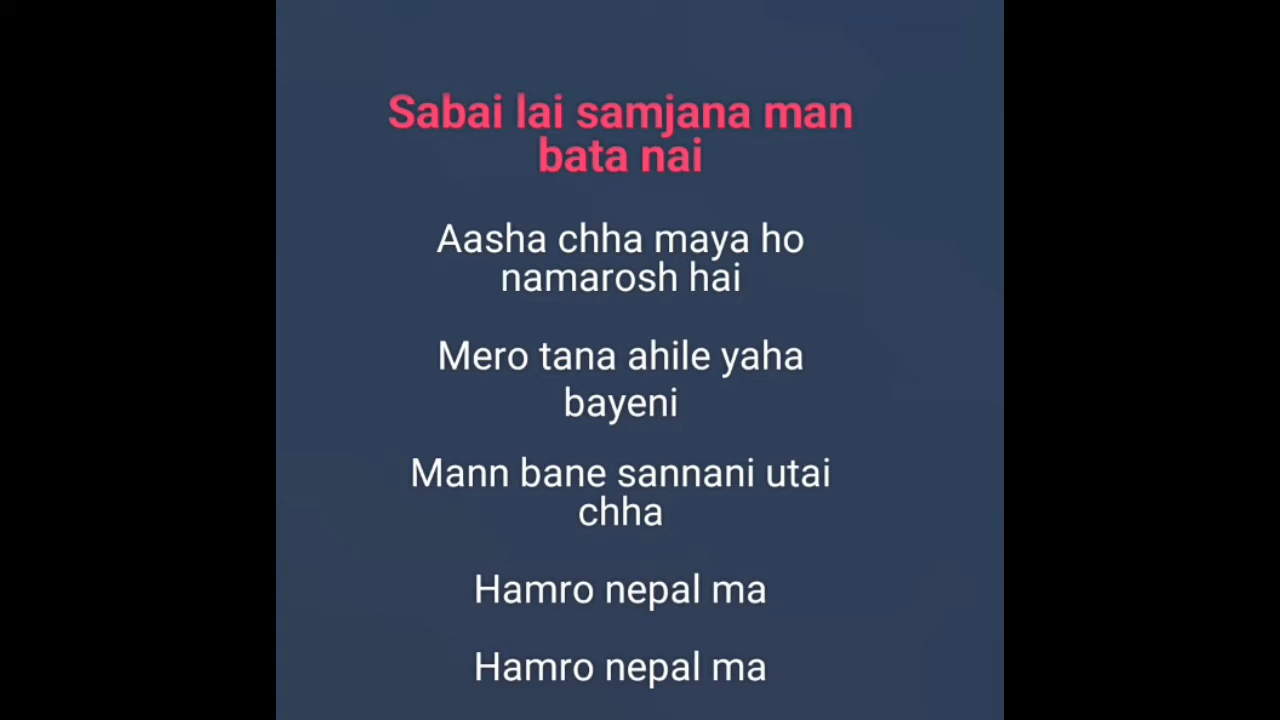 Sabai lai samjana man
bata nai
Aasha chha maya ho
namarosh hai
Mero tana ahile yaha
bayeni
Mann bane sannani utai
chha
Hamro nepal ma
Hamro nepal ma